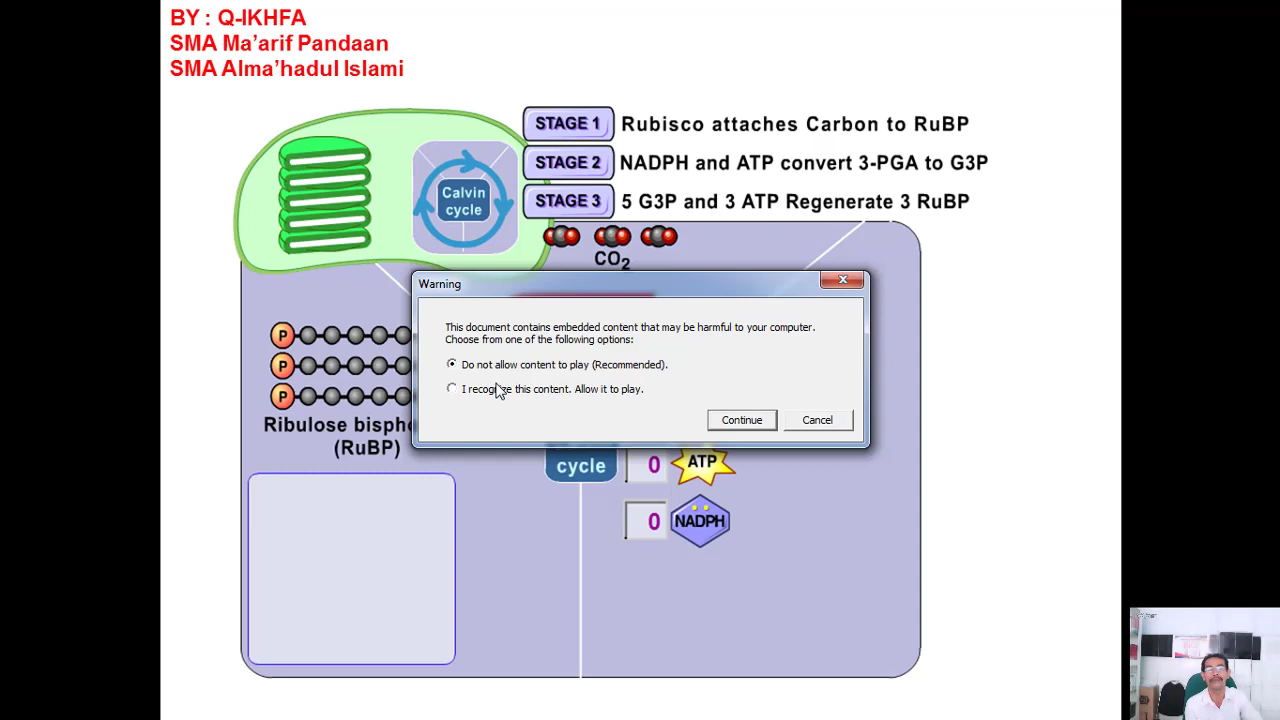 BY : Q-IKHFA
SMA Ma’arif Pandaan
SMA Alma’hadul Islami
STAGE 1 Rubisco attaches Carbon to RuBP
STAGE 2 NADPH and ATP convert 3-PGA to G3P
STAGE 3 5 G3P and 3 ATP Regenerate 3 RuBP
Calvin
cycle
CO2
Warning
This document contains embedded content that may be harmful to your computer.
Choose from one of the following options:
Do not allow content to play (Recommended).
I recognize this content. Allow it to play.
Continue Cancel
P
P
P
Ribulose bispho
(RuBP)
cycle
0 ATP
0 NADPH